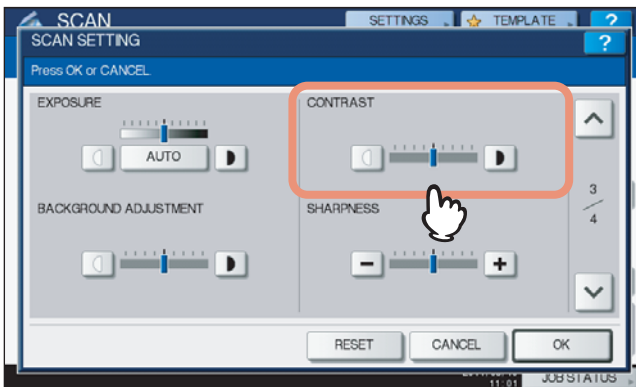 SCAN
SETTINGS
TEMPLATE
?
SCAN SETTING
?
Press OK or CANCEL.
EXPOSURE
AUTO
CONTRAST
BACKGROUND ADJUSTMENT
SHARPNESS
3
4
RESET
CANCEL
OK
11:01
JOB STATUS